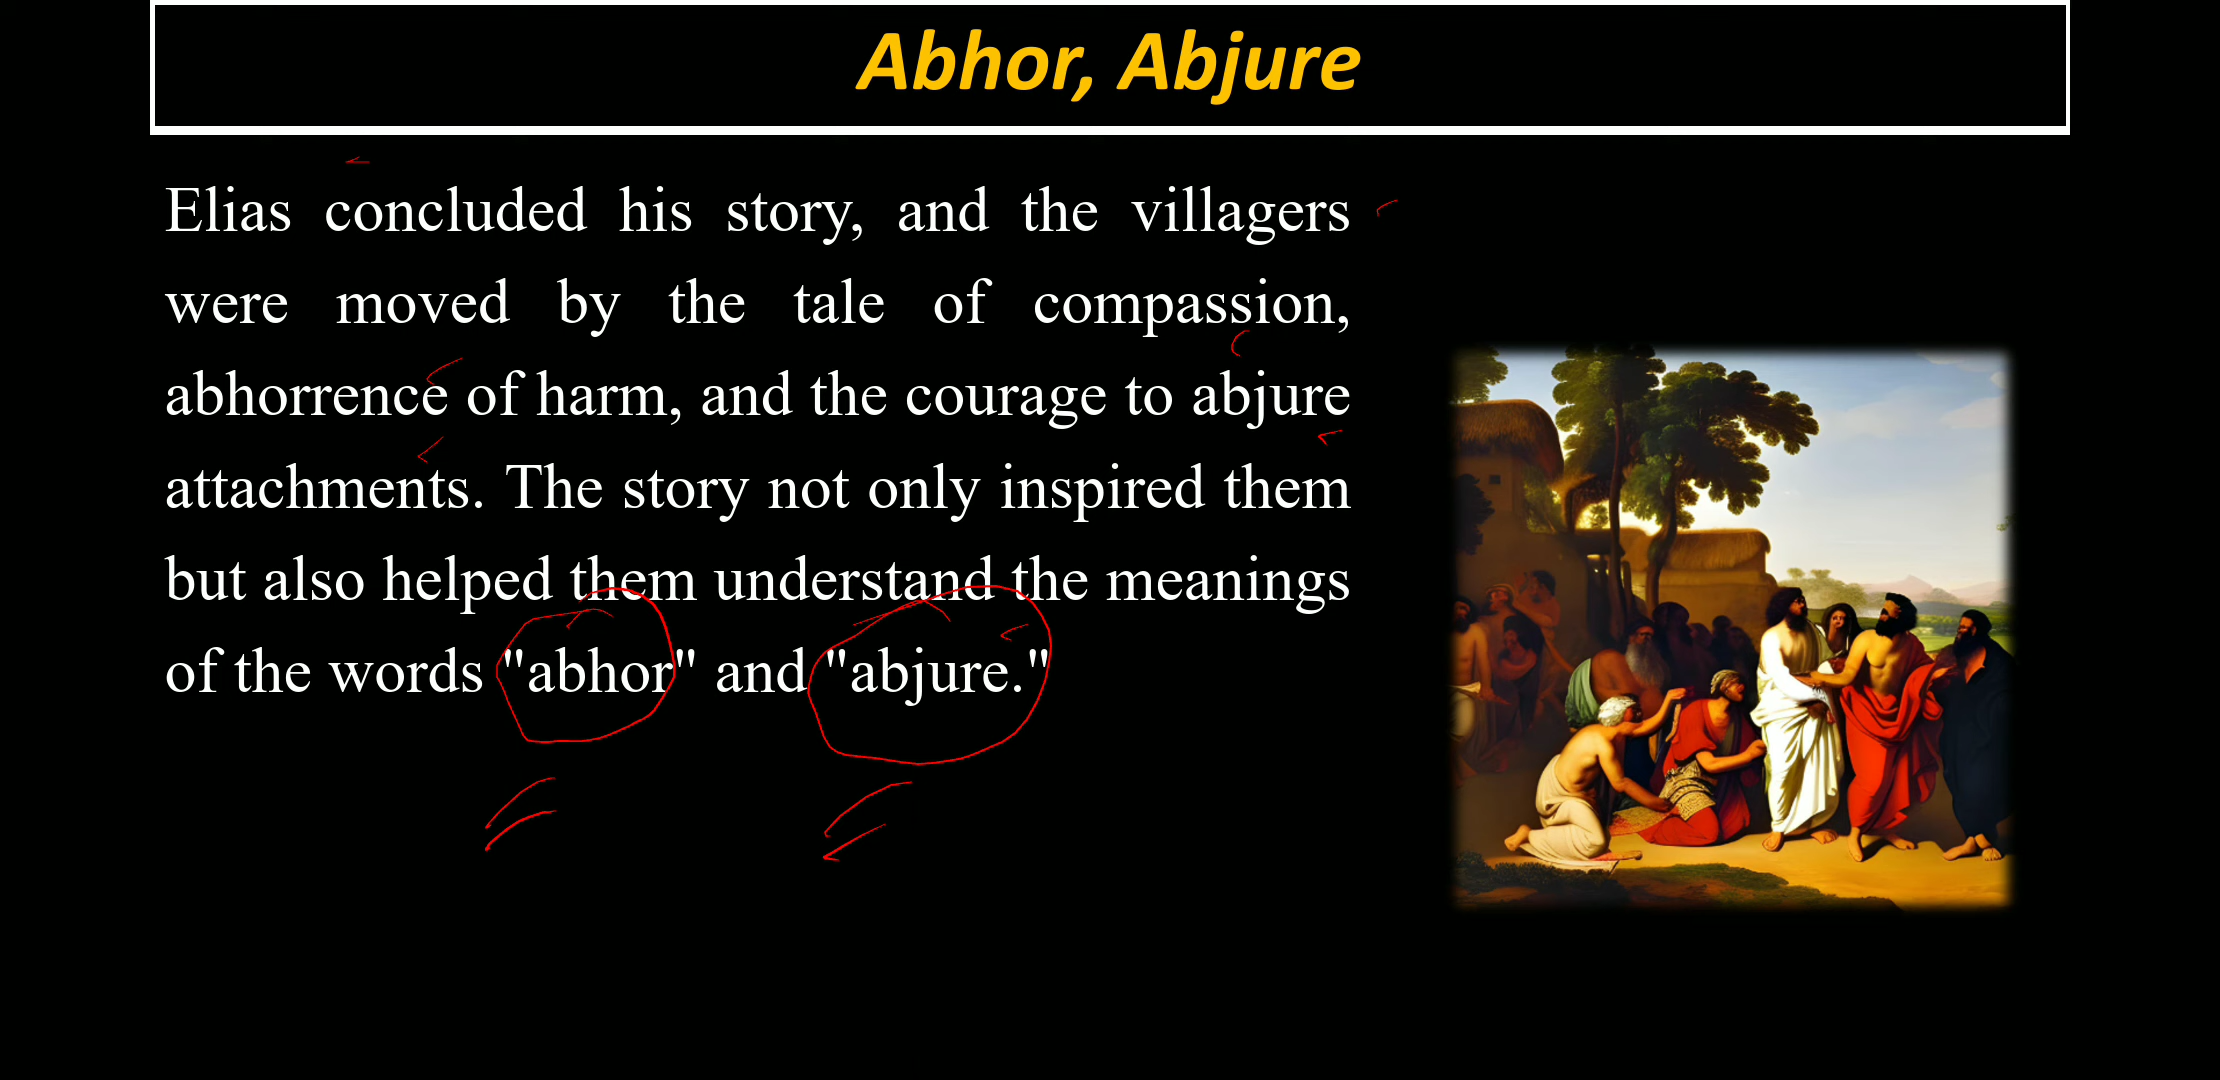 Abhor, Abjure
Elias concluded his story, and the villagers
were moved by the tale of compassion,
abhorrence of harm, and the courage to abjure
attachments. The story not only inspired them
but also helped them understand the meanings
of the words "abhor" and "abjure."